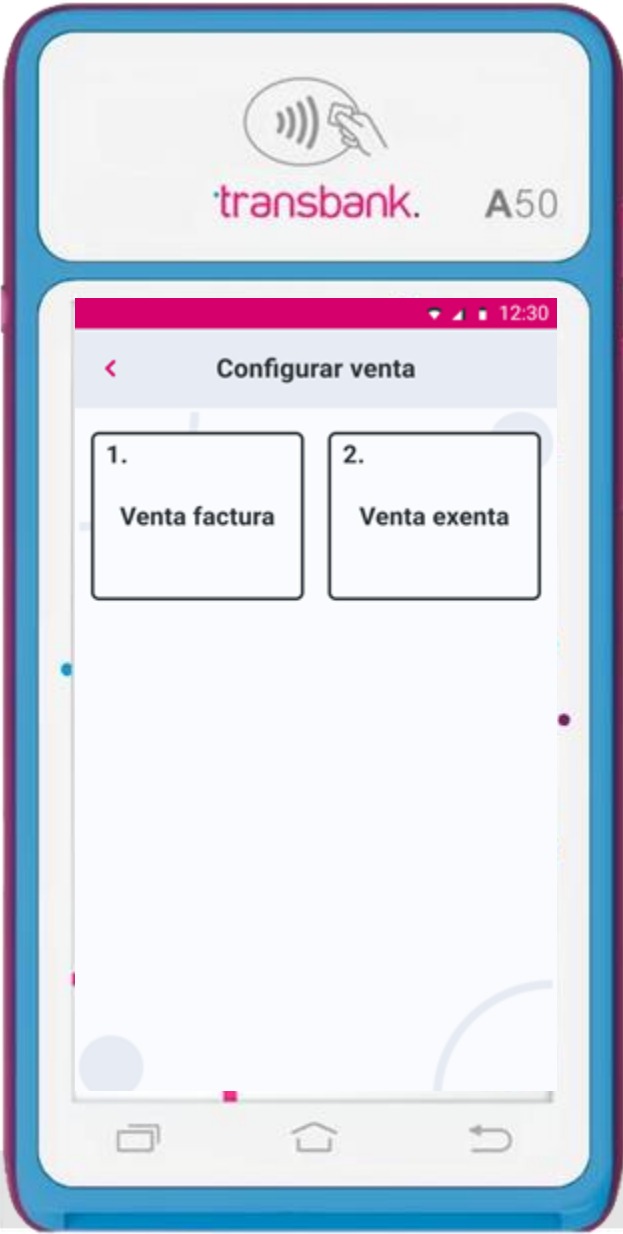 transbank.
A50
12:30
Configurar venta
1.
Venta factura
2.
Venta exenta